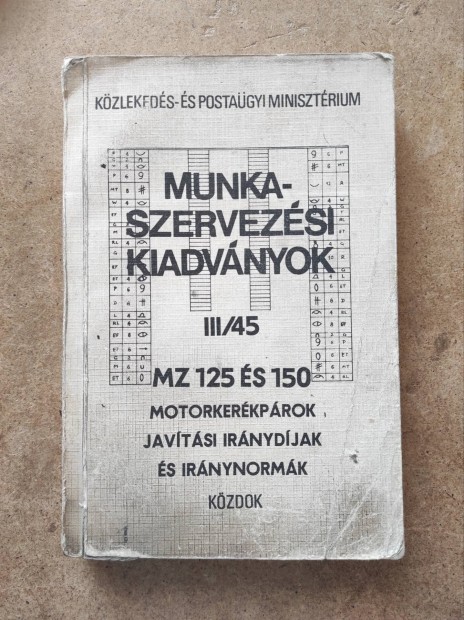 KÖZLEKEDÉS-ÉS POSTAÜGYI MINISZTÉRIUM
MUNKA-
SZERVEZÉSI
KIADVÁNYOK
III/45
MZ 125 ÉS 150
MOTORKERÉKPÁROK
JAVÍTÁSI IRÁNYDÍJAK
ÉS IRÁNYNORMÁK
KÖZDOK